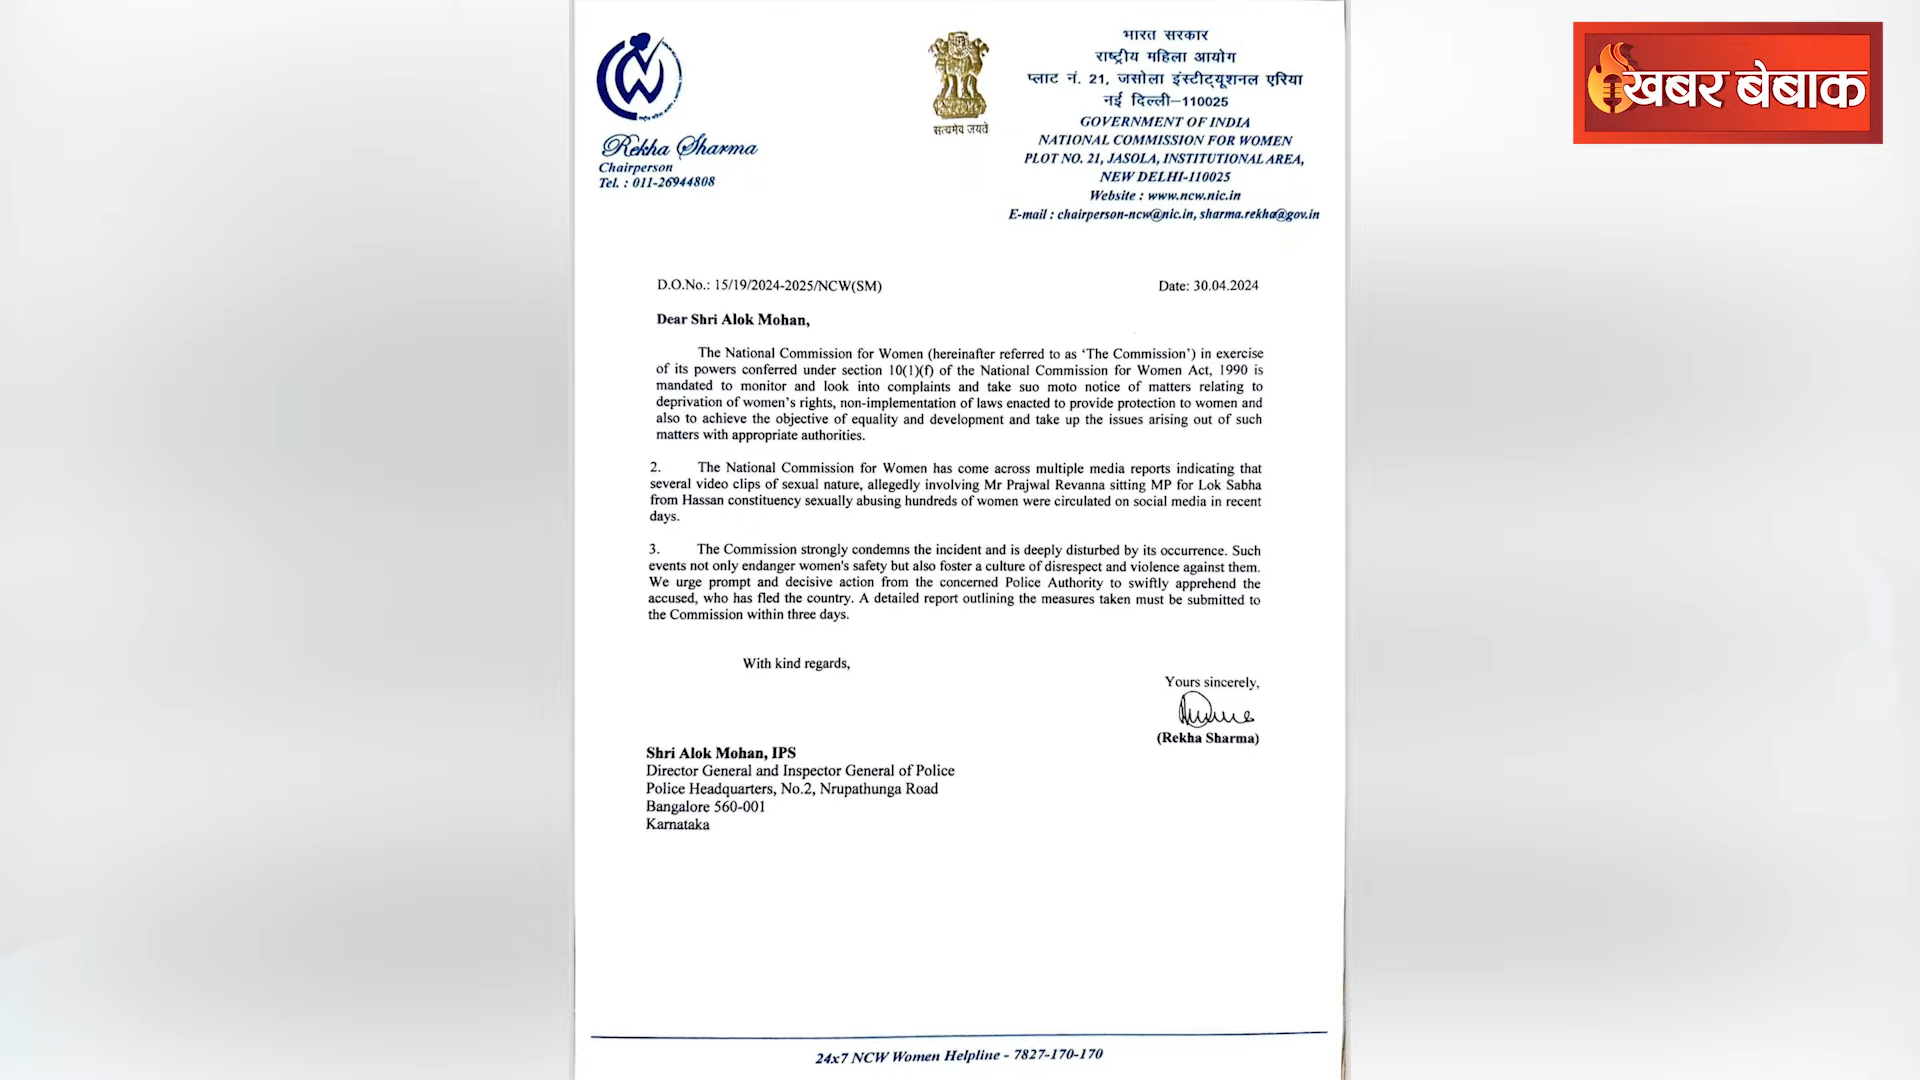 Rekha Sharma
Chairperson
Tel. : 011-26944808
सत्यमेव जयते
भारत सरकार
राष्ट्रीय महिला आयोग
प्लाट नं. 21, जसोला इंस्टीट्यूशनल एरिया
नई दिल्ली–110025
GOVERNMENT OF INDIA
NATIONAL COMMISSION FOR WOMEN
PLOT NO. 21, JASOLA, INSTITUTIONAL AREA,
NEW DELHI-110025
Website : www.ncw.nic.in
E-mail : chairperson-ncw@nic.in, sharma.rekha@gov.in
खबर बेबाक
D.O.No.: 15/19/2024-2025/NCW(SM)
Date: 30.04.2024
Dear Shri Alok Mohan,
The National Commission for Women (hereinafter referred to as ‘The Commission’) in exercise
of its powers conferred under section 10(1)(f) of the National Commission for Women Act, 1990 is
mandated to monitor and look into complaints and take suo moto notice of matters relating to
deprivation of women’s rights, non-implementation of laws enacted to provide protection to women and
also to achieve the objective of equality and development and take up the issues arising out of such
matters with appropriate authorities.
2. The National Commission for Women has come across multiple media reports indicating that
several video clips of sexual nature, allegedly involving Mr Prajwal Revanna sitting MP for Lok Sabha
from Hassan constituency sexually abusing hundreds of women were circulated on social media in recent
days.
3. The Commission strongly condemns the incident and is deeply disturbed by its occurrence. Such
events not only endanger women's safety but also foster a culture of disrespect and violence against them.
We urge prompt and decisive action from the concerned Police Authority to swiftly apprehend the
accused, who has fled the country. A detailed report outlining the measures taken must be submitted to
the Commission within three days.
With kind regards,
Yours sincerely,
(Rekha Sharma)
Shri Alok Mohan, IPS
Director General and Inspector General of Police
Police Headquarters, No.2, Nrupathunga Road
Bangalore 560-001
Karnataka
24x7 NCW Women Helpline - 7827-170-170